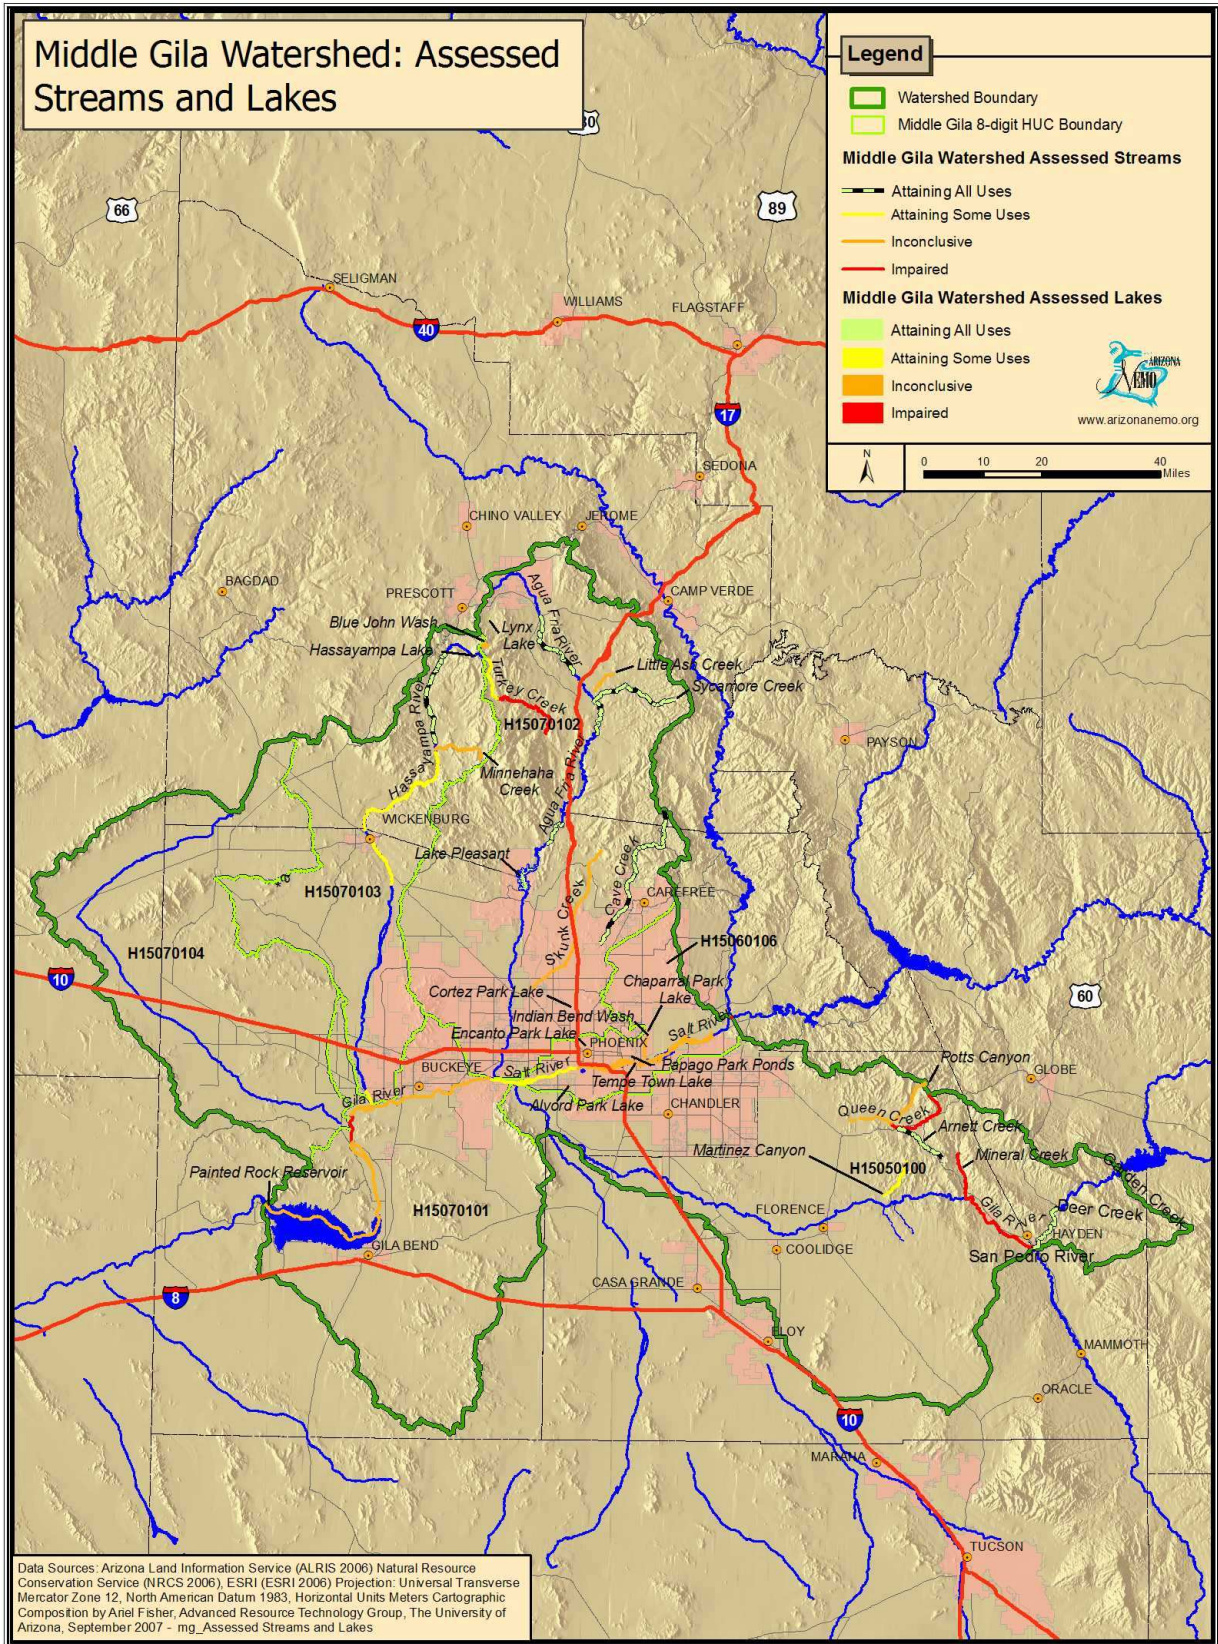 Middle Gila Watershed: Assessed
Streams and Lakes
Legend
Watershed Boundary
Middle Gila 8-digit HUC Boundary
Middle Gila Watershed Assessed Streams
Attaining All Uses
Attaining Some Uses
Inconclusive
Impaired
Middle Gila Watershed Assessed Lakes
Attaining All Uses
Attaining Some Uses
Inconclusive
Impaired
ARIZONA
NEMO
www.arizonanemo.org
N
0 10 20 40
Miles
66
89
SELIGMAN
WILLIAMS
FLAGSTAFF
40
17
SEDONA
CHINO VALLEY
JEROME
BAGDAD
PRESCOTT
CAMP VERDE
Agua Fria River
Blue John Wash
Lynx
Lake
Hassayampa Lake
Little Ash Creek
Turkey Creek
Sycamore Creek
H15070102
PAYSON
Hassayampa River
Minnehaha
Creek
Agua Fria River
WICKENBURG
Lake Pleasant
Cave Creek
H15070103
CAREFREE
Skunk Creek
H15060106
H15070104
10
Chaparral Park
Lake
Cortez Park Lake
60
Indian Bend Wash
Encanto Park Lake
Salt River
PHOENIX
Potts Canyon
BUCKEYE
Salt River
Papago Park Ponds
GLOBE
Tempe Town Lake
Gila River
Alvord Park Lake
CHANDLER
Queen Creek
Arnett Creek
Martinez Canyon
Mineral Creek
H15050100
Garden Creek
Painted Rock Reservoir
H15070101
Gila River
Deer Creek
FLORENCE
HAYDEN
GILA BEND
COOLIDGE
San Pedro River
CASA GRANDE
8
ELOY
MAMMOTH
ORACLE
10
MARANA
TUCSON
Data Sources: Arizona Land Information Service (ALRIS 2006) Natural Resource
Conservation Service (NRCS 2006), ESRI (ESRI 2006) Projection: Universal Transverse
Mercator Zone 12, North American Datum 1983, Horizontal Units Meters Cartographic
Composition by Ariel Fisher, Advanced Resource Technology Group, The University of
Arizona, September 2007 - mg_Assessed Streams and Lakes